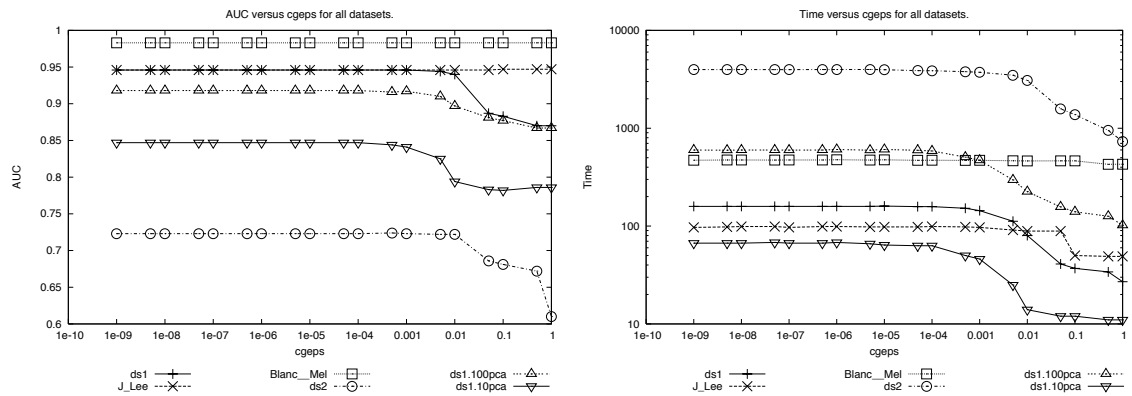 AUC versus cgeps for all datasets.
1
0.95
0.9
0.85
0.8
0.75
0.7
0.65
0.6
AUC
1e-10 1e-09 1e-08 1e-07 1e-06 1e-05 1e-04 0.001 0.01 0.1 1
cgeps
ds1 Blanc__Mel ds1.100pca
J_Lee ds2 ds1.10pca
Time versus cgeps for all datasets.
10000
1000
100
10
Time
1e-10 1e-09 1e-08 1e-07 1e-06 1e-05 1e-04 0.001 0.01 0.1 1
cgeps
ds1 Blanc__Mel ds1.100pca
J_Lee ds2 ds1.10pca